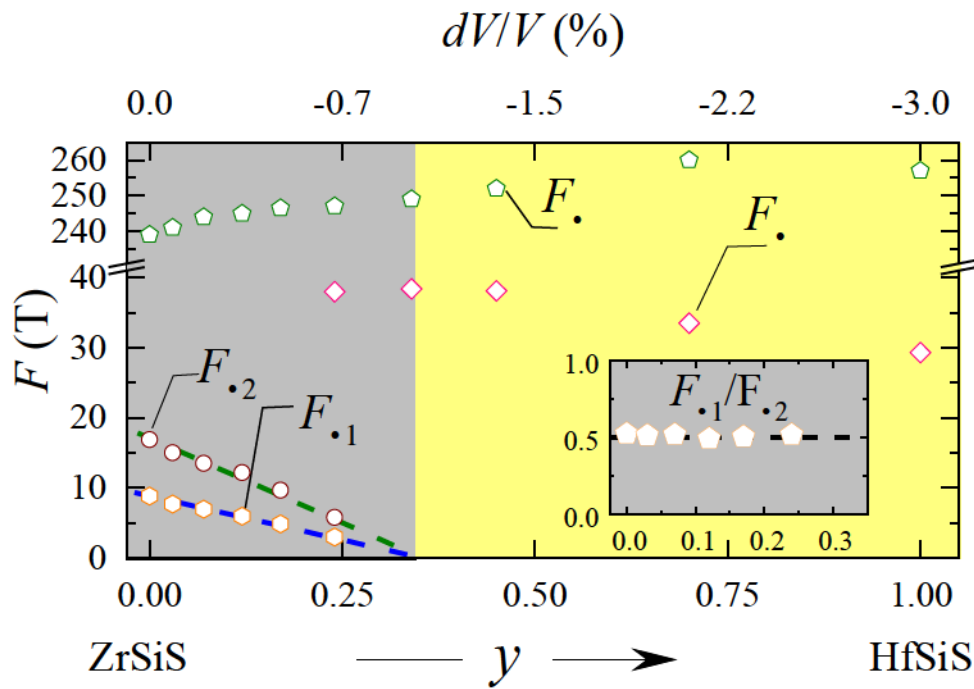 dV/V (%)
0.0 -0.7 -1.5 -2.2 -3.0
260
250
240
40
30
20
10
0
F (T)
F•
F•
F•2
F•1
F•1/F•2
1.0
0.5
0.0
0.0 0.1 0.2 0.3
0.00 0.25 0.50 0.75 1.00
ZrSiS y HfSiS